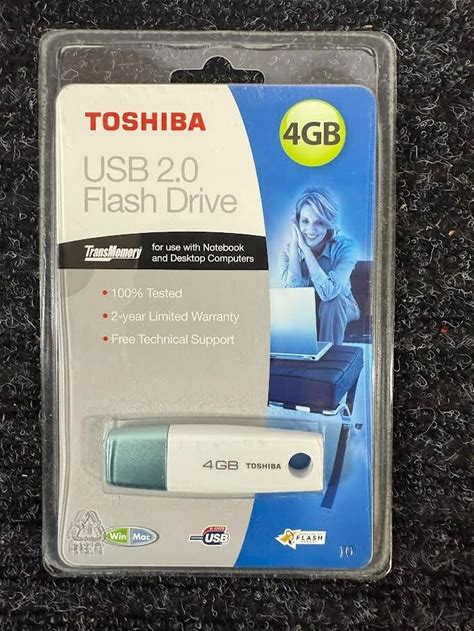 TOSHIBA
4GB
USB 2.0
Flash Drive
TransMemory
for use with Notebook
and Desktop Computers
• 100% Tested
• 2-year Limited Warranty
• Free Technical Support
4GB TOSHIBA
Win Mac
USB
FLASH